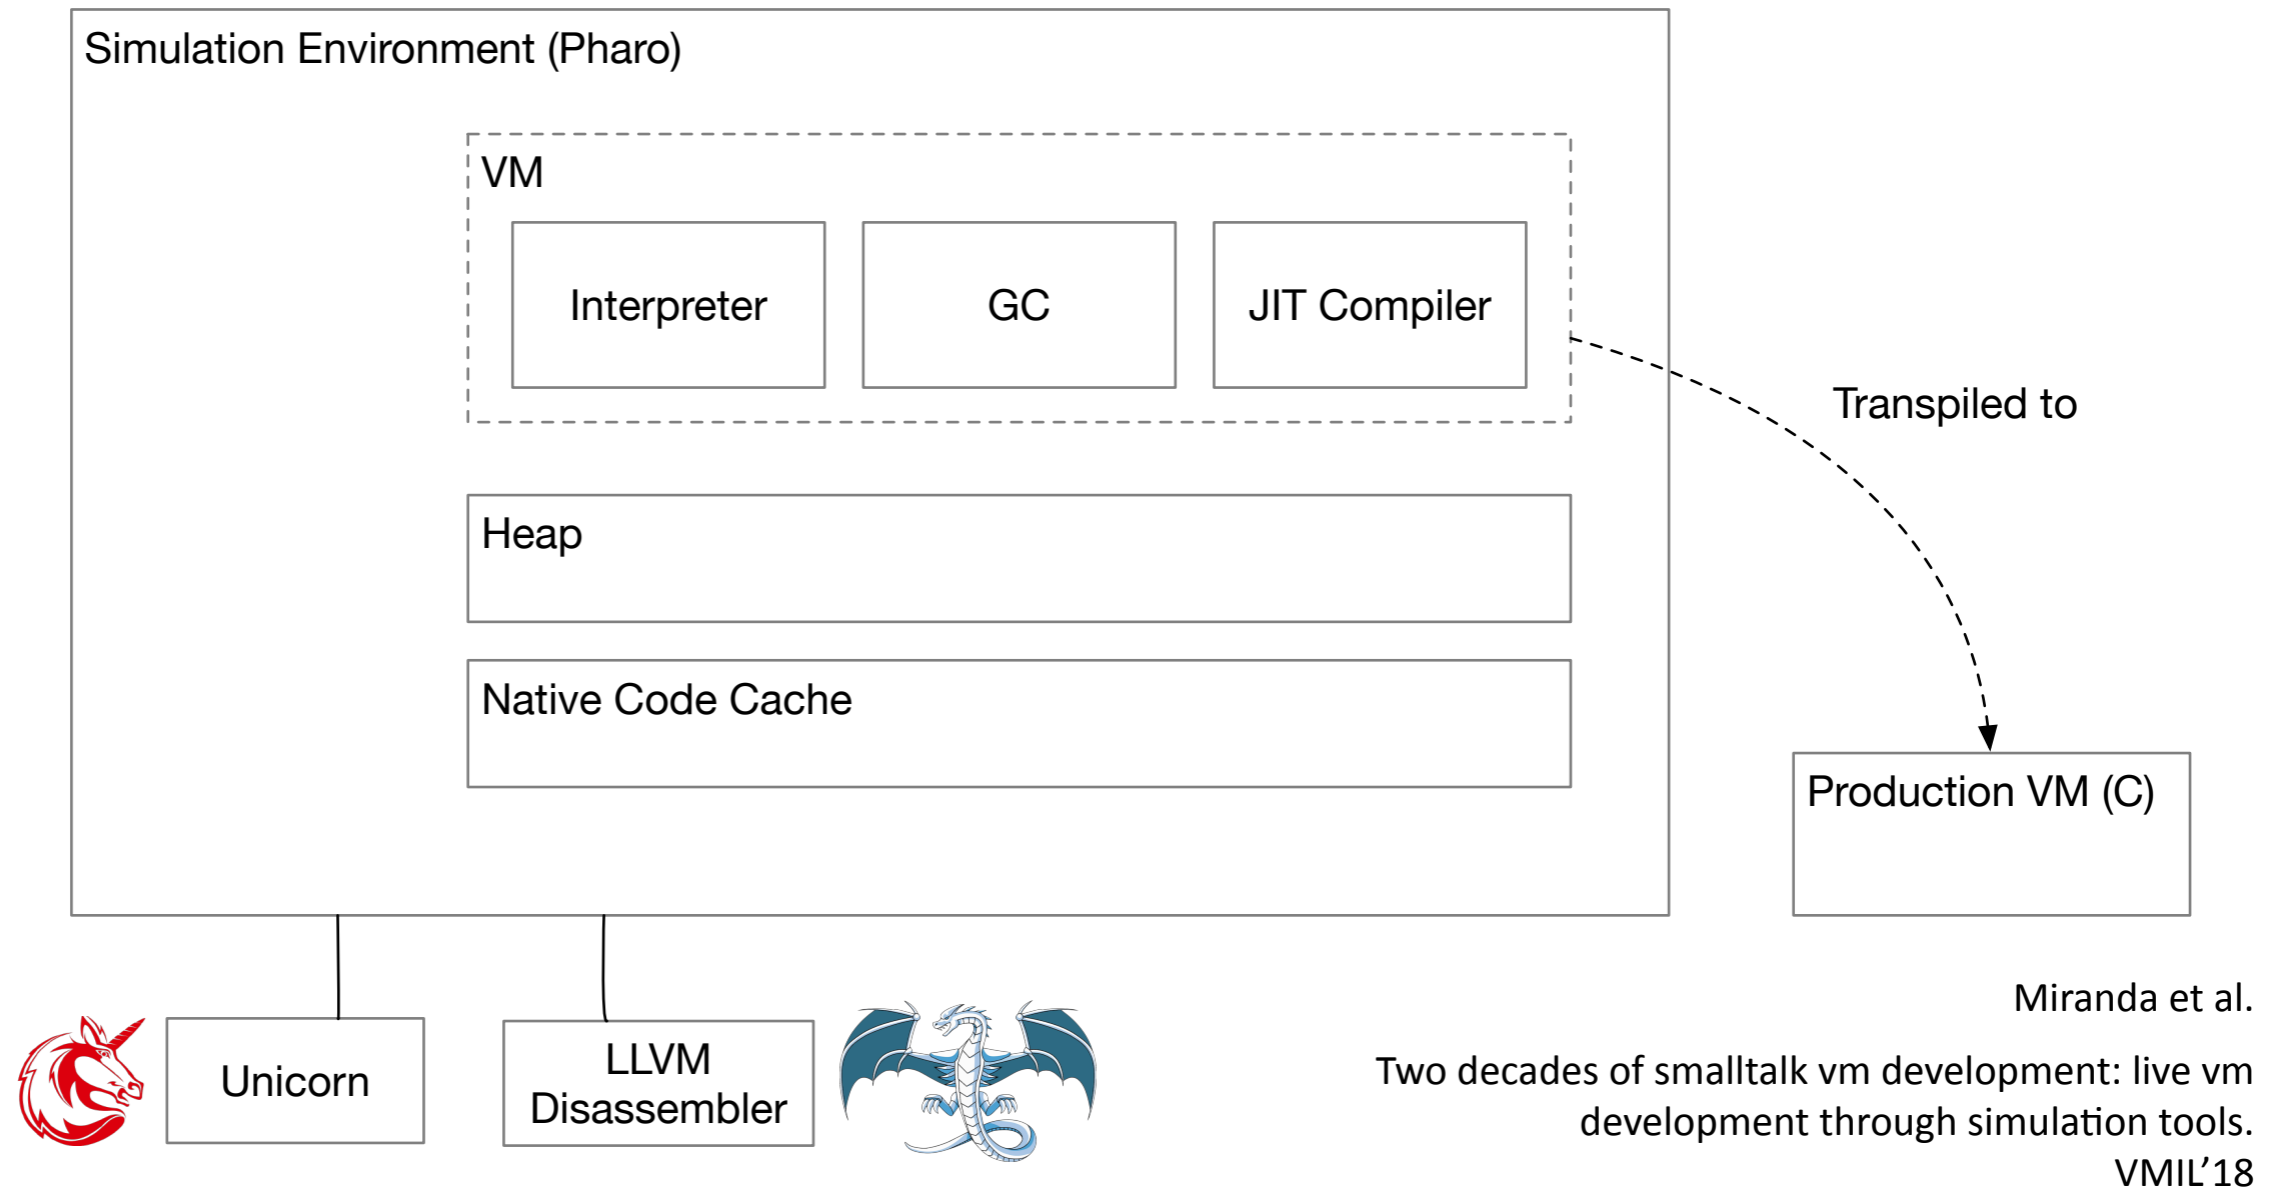 Simulation Environment (Pharo)
VM
Interpreter
GC
JIT Compiler
Transpiled to
Heap
Native Code Cache
Production VM (C)
Unicorn
LLVM
Disassembler
Miranda et al.
Two decades of smalltalk vm development: live vm
development through simulation tools.
VMIL’18